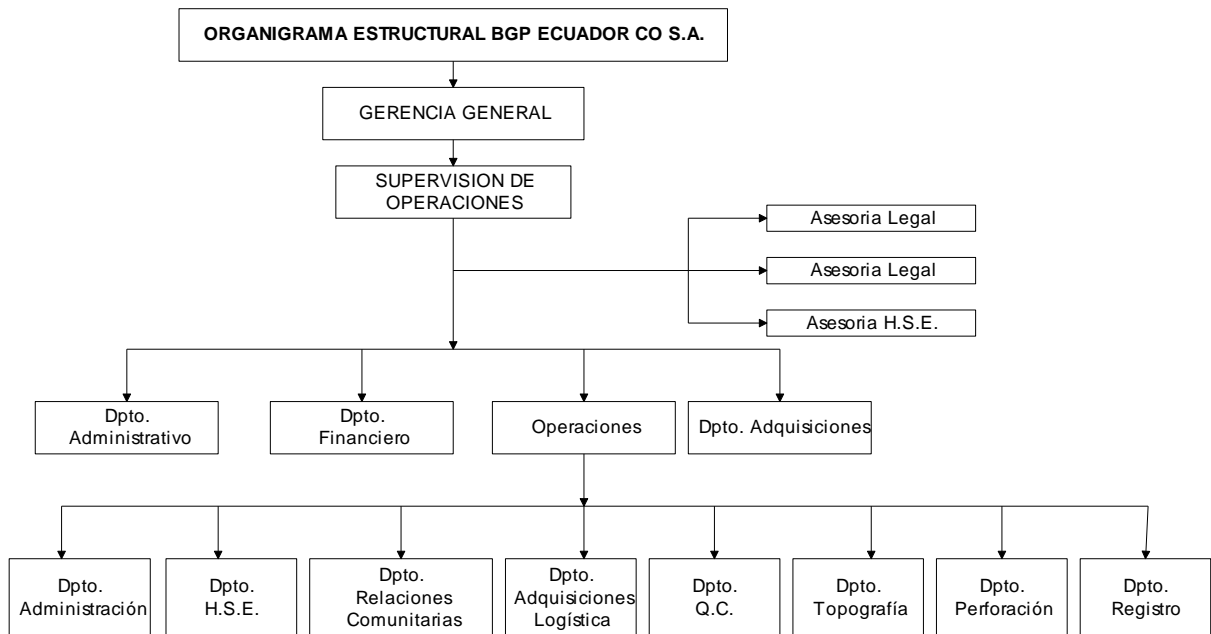 ORGANIGRAMA ESTRUCTURAL BGP ECUADOR CO S.A.
GERENCIA GENERAL
SUPERVISION DE
OPERACIONES
Asesoria Legal
Asesoria Legal
Asesoria H.S.E.
Dpto.
Administrativo
Dpto.
Financiero
Operaciones
Dpto. Adquisiciones
Dpto.
Administración
Dpto.
H.S.E.
Dpto.
Relaciones
Comunitarias
Dpto.
Adquisiciones
Logística
Dpto.
Q.C.
Dpto.
Topografía
Dpto.
Perforación
Dpto.
Registro